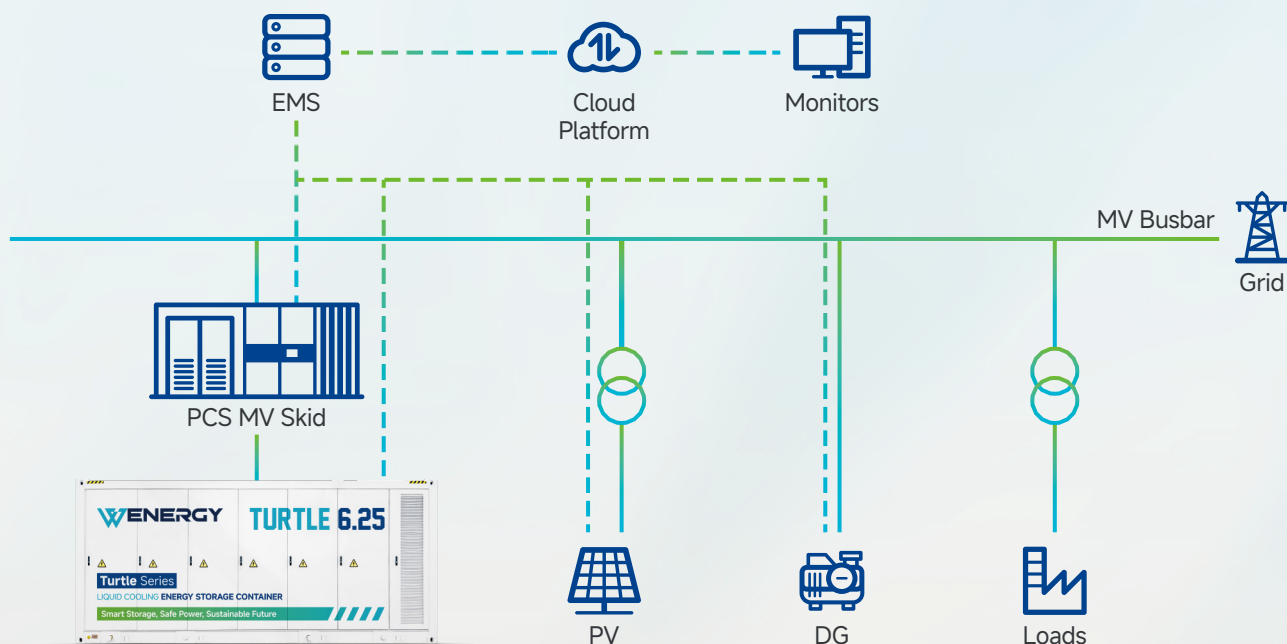 EMS
Cloud
Platform
Monitors
MV Busbar
Grid
PCS MV Skid
WENERGY
TURTLE 6.25
Turtle Series
LIQUID COOLING ENERGY STORAGE CONTAINER
Smart Storage, Safe Power, Sustainable Future
PV
DG
Loads